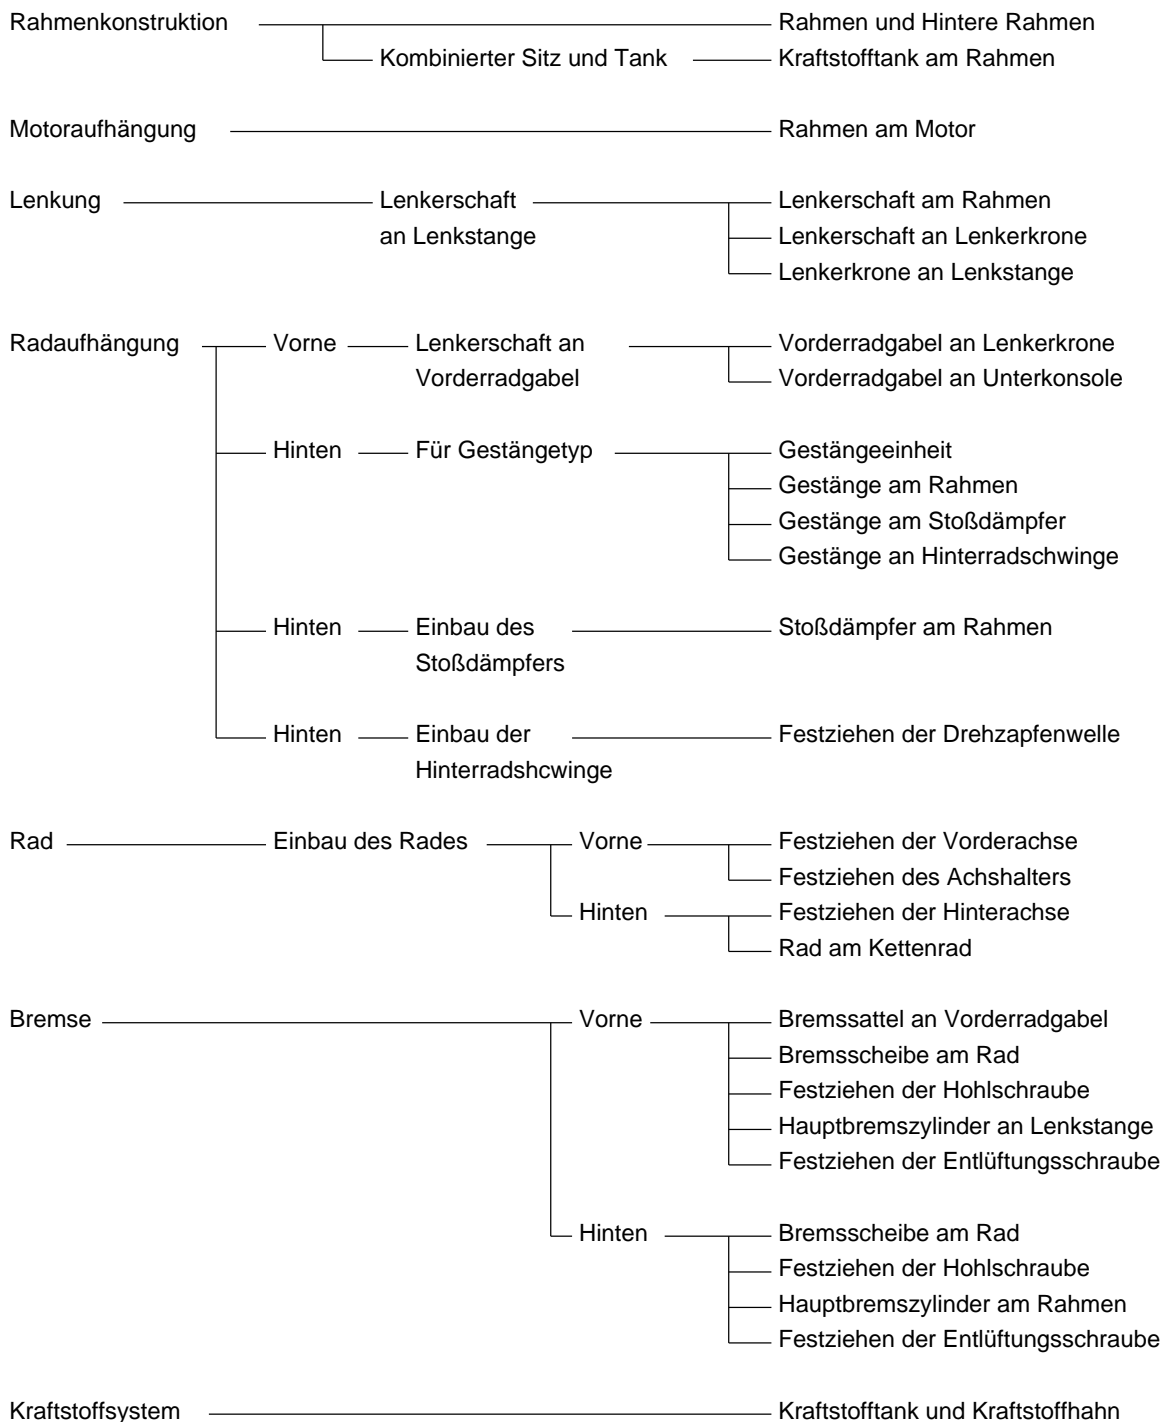 Rahmenkonstruktion Rahmen und Hintere Rahmen
Kombinierter Sitz und Tank Kraftstofftank am Rahmen
Motoraufhängung Rahmen am Motor
Lenkung Lenkerschaft Lenkerschaft am Rahmen
an Lenkstange Lenkerschaft an Lenkerkrone
Lenkerkrone an Lenkstange
Radaufhängung Vorne Lenkerschaft an Vorderradgabel an Lenkerkrone
Vorderradgabel Vorderradgabel an Unterkonsole
Hinten Für Gestängetyp Gestängeeinheit
Gestänge am Rahmen
Gestänge am Stoßdämpfer
Gestänge an Hinterradschwinge
Hinten Einbau des Stoßdämpfer am Rahmen
Stoßdämpfers
Hinten Einbau der Festziehen der Drehzapfenwelle
Hinterradshcwinge
Rad Einbau des Rades Vorne Festziehen der Vorderachse
Festziehen des Achshalters
Hinten Festziehen der Hinterachse
Rad am Kettenrad
Bremse Vorne Bremssattel an Vorderradgabel
Bremsscheibe am Rad
Festziehen der Hohlschraube
Hauptbremszylinder an Lenkstange
Festziehen der Entlüftungsschraube
Hinten Bremsscheibe am Rad
Festziehen der Hohlschraube
Hauptbremszylinder am Rahmen
Festziehen der Entlüftungsschraube
Kraftstoffsystem Kraftstofftank und Kraftstoffhahn